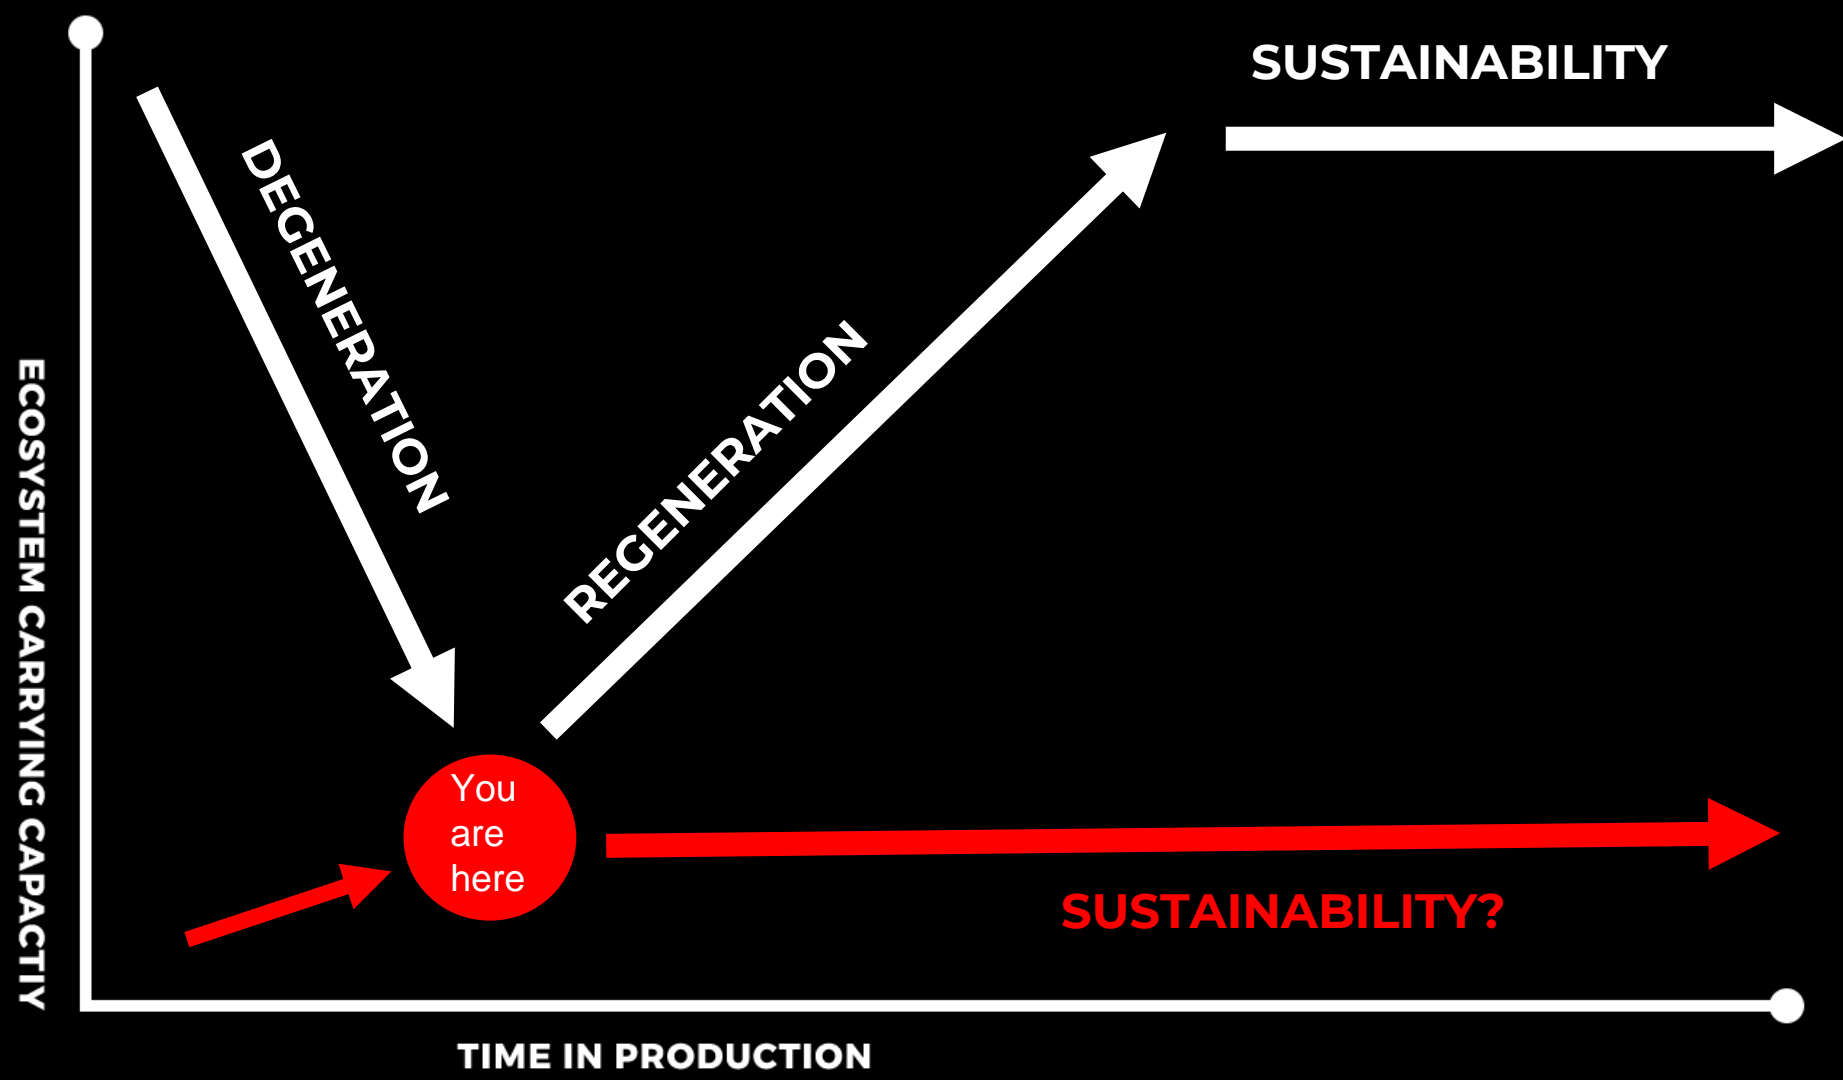 SUSTAINABILITY
DEGENERATION
REGENERATION
ECOSYSTEM CARRYING CAPACTIY
You
are
here
SUSTAINABILITY?
TIME IN PRODUCTION